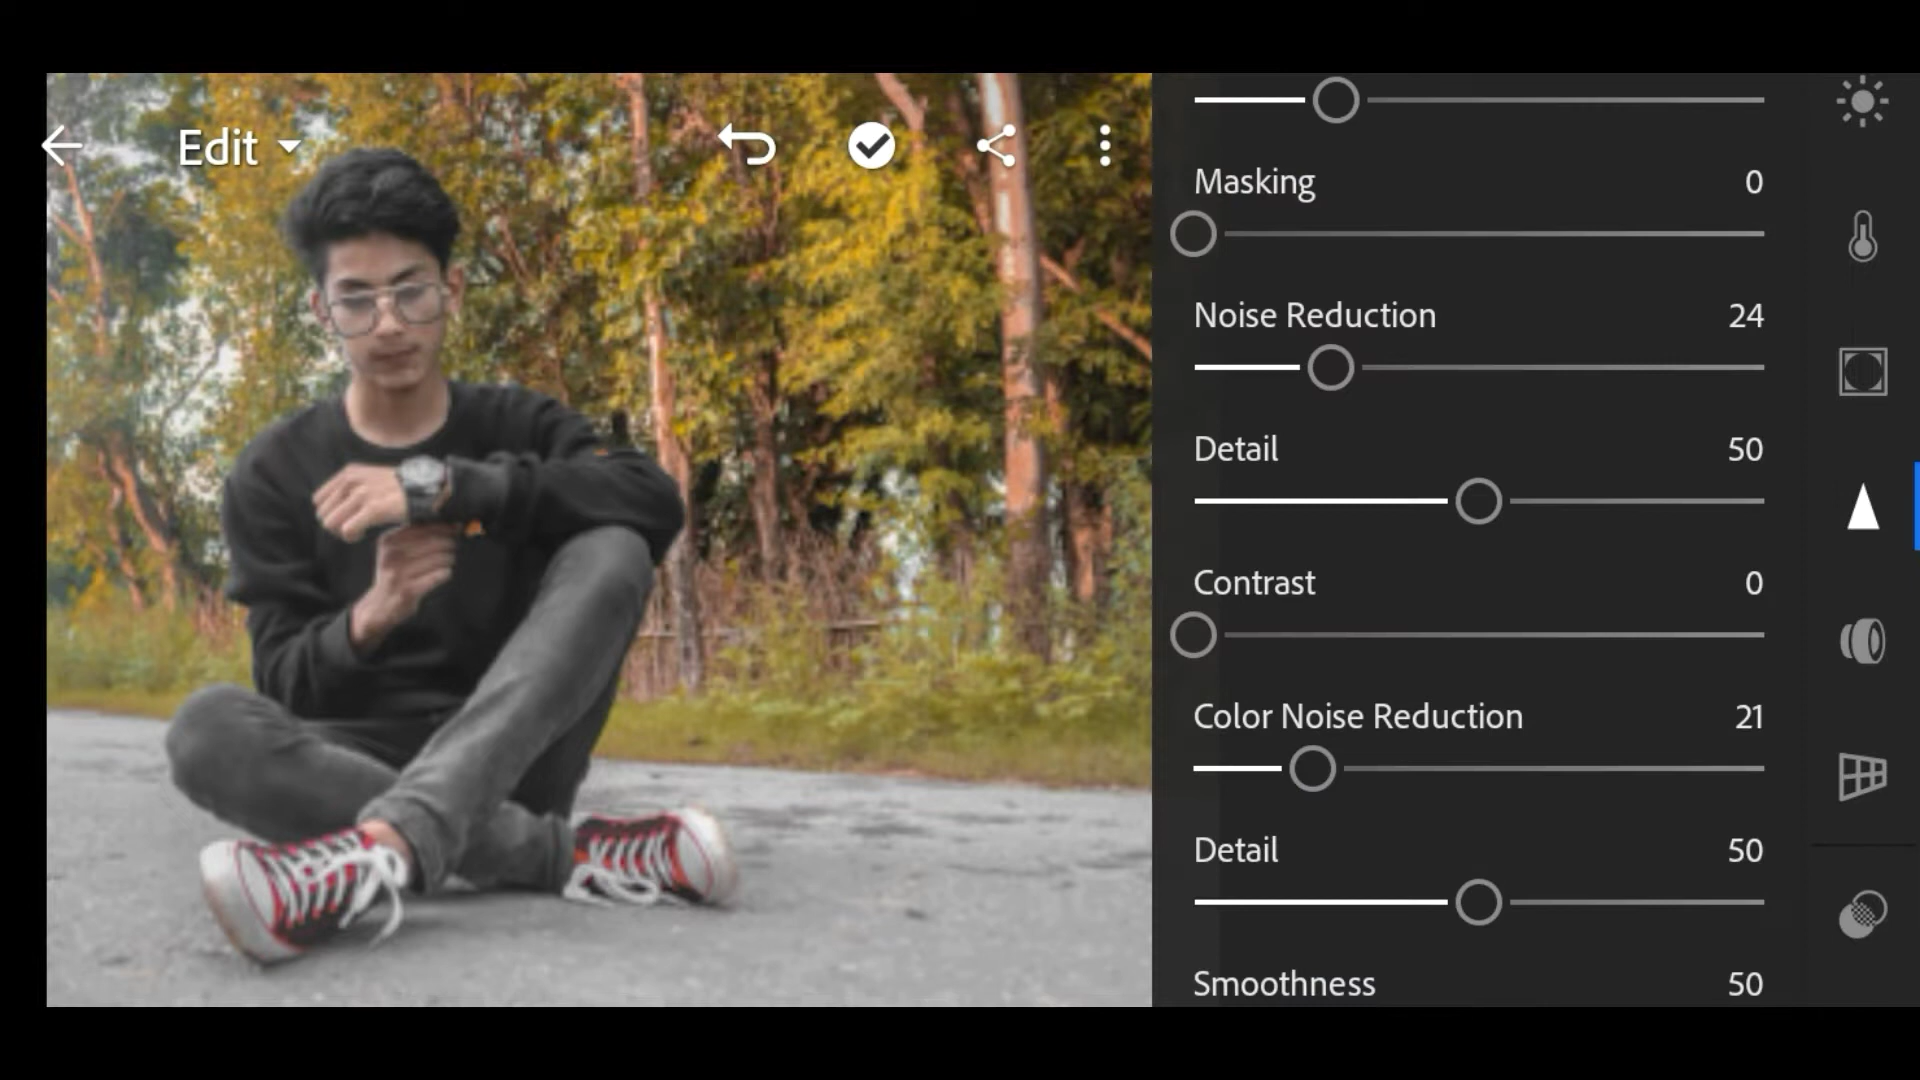 Edit
Masking 0
Noise Reduction 24
Detail 50
Contrast 0
Color Noise Reduction 21
Detail 50
Smoothness 50